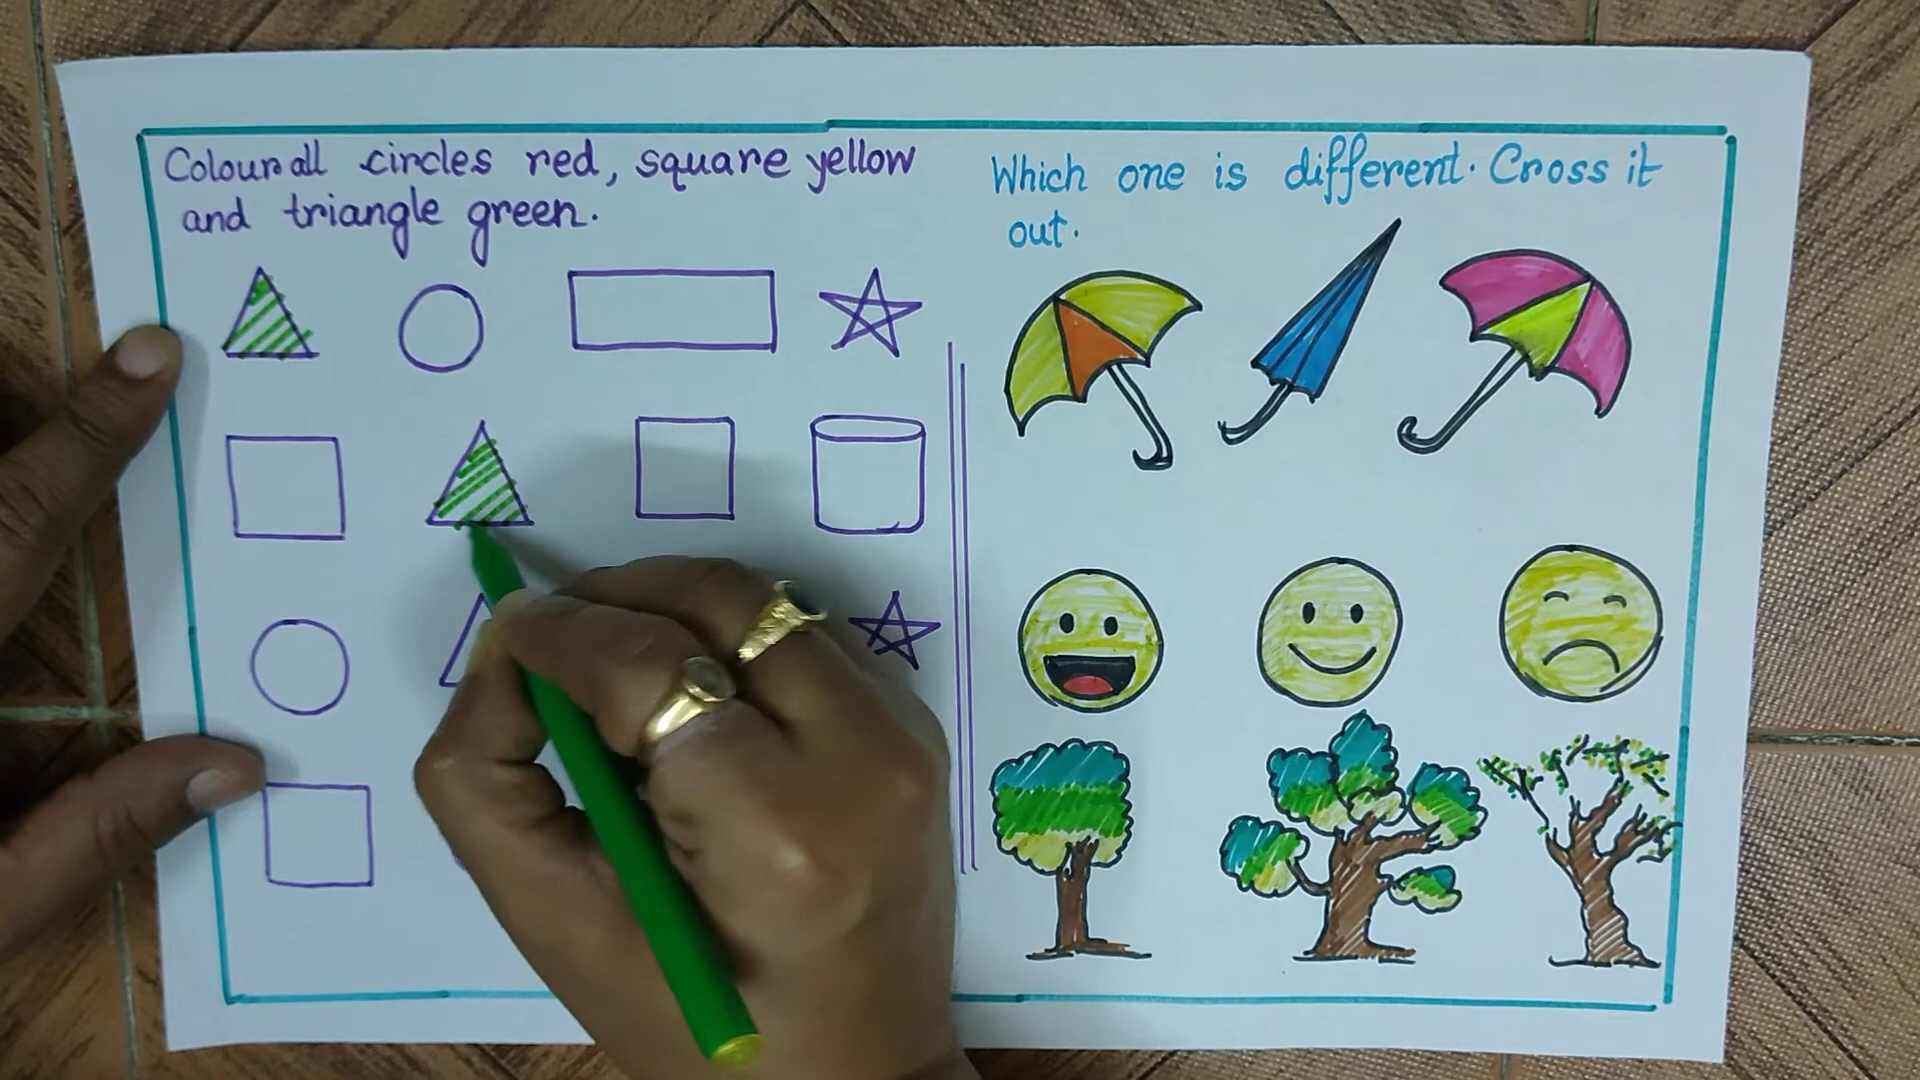 Colour all circles red, square yellow
and triangle green.
Which one is different. Cross it
out.